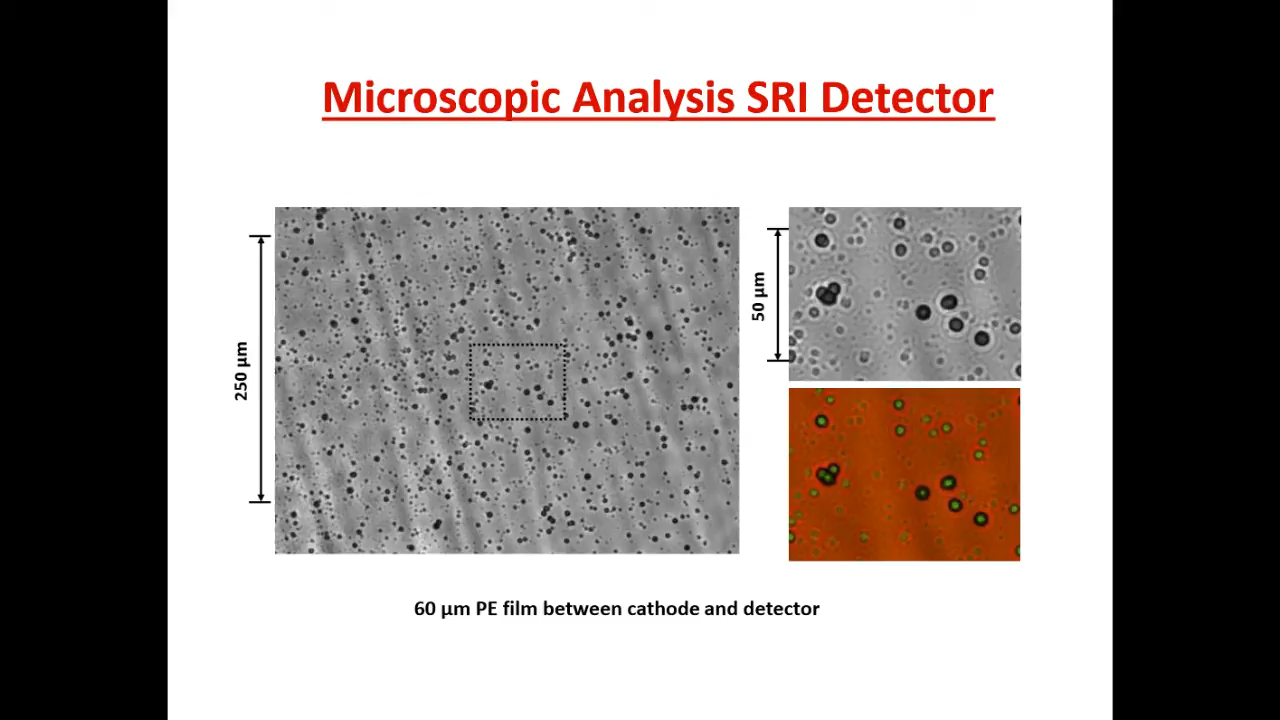 Microscopic Analysis SRI Detector
250 µm
50 µm
60 µm PE film between cathode and detector